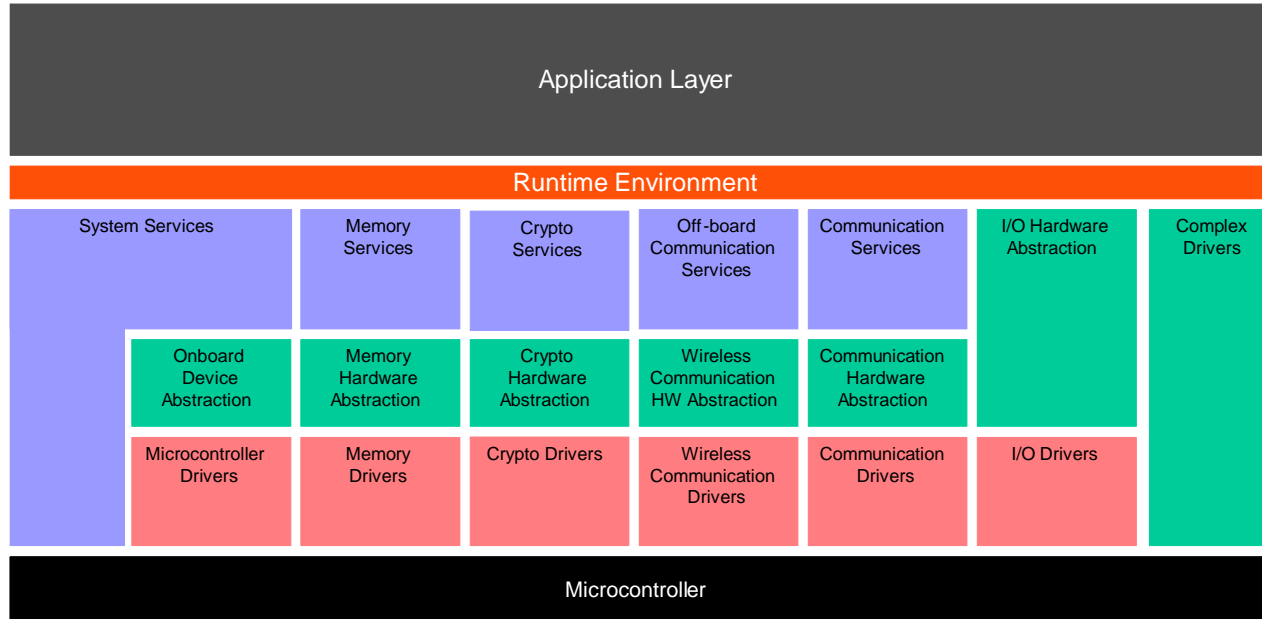 Application Layer
Runtime Environment
System Services
Memory
Services
Crypto
Services
Off-board
Communication
Services
Communication
Services
I/O Hardware
Abstraction
Complex
Drivers
Onboard
Device
Abstraction
Memory
Hardware
Abstraction
Crypto
Hardware
Abstraction
Wireless
Communication
HW Abstraction
Communication
Hardware
Abstraction
Microcontroller
Drivers
Memory
Drivers
Crypto Drivers
Wireless
Communication
Drivers
Communication
Drivers
I/O Drivers
Microcontroller